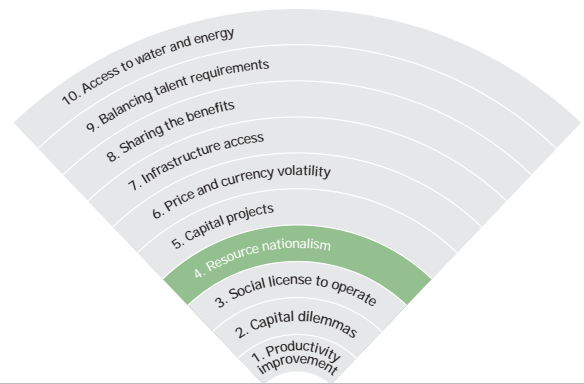 10. Access to water and energy
9. Balancing talent requirements
8. Sharing the benefits
7. Infrastructure access
6. Price and currency volatility
5. Capital projects
4. Resource nationalism
3. Social license to operate
2. Capital dilemmas
1. Productivity
improvement